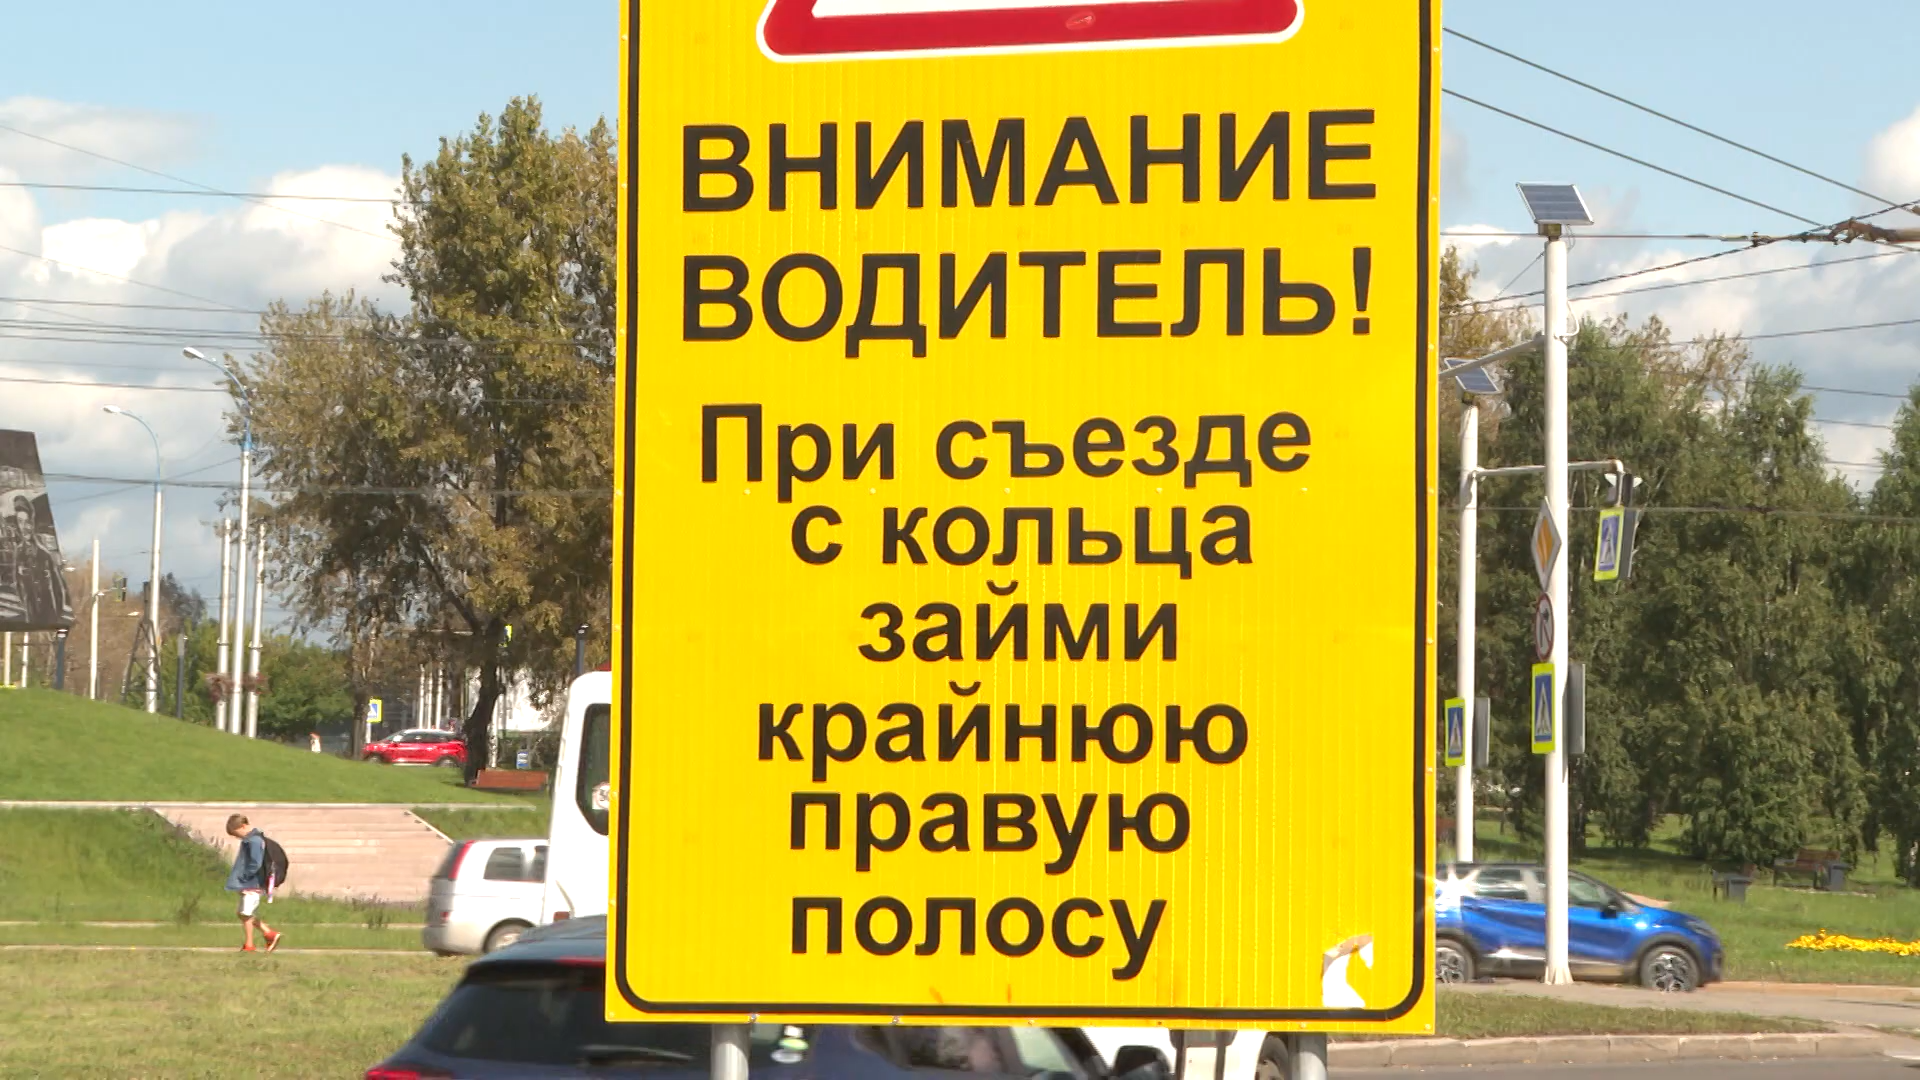 ВНИМАНИЕ
ВОДИТЕЛЬ!
При съезде
с кольца
займи
крайнюю
правую
полосу